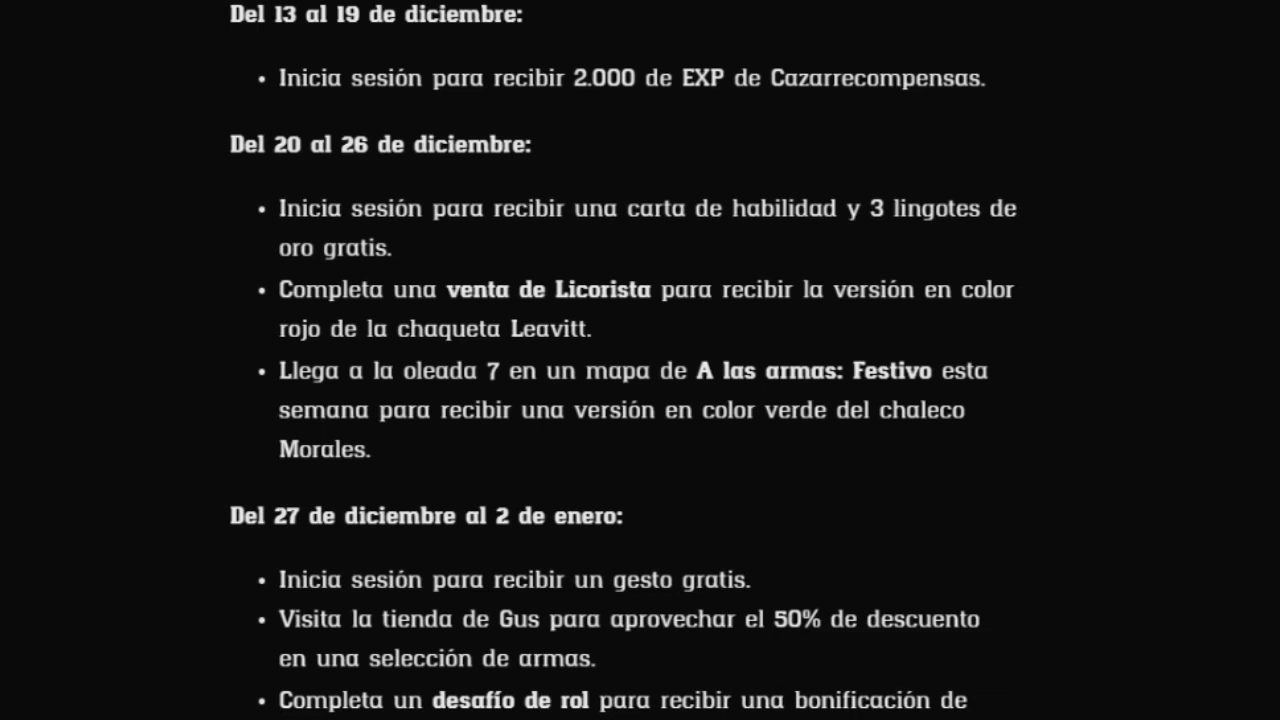 Del 13 al 19 de diciembre:
• Inicia sesión para recibir 2.000 de EXP de Cazarrecompensas.
Del 20 al 26 de diciembre:
• Inicia sesión para recibir una carta de habilidad y 3 lingotes de
oro gratis.
• Completa una venta de Licorista para recibir la versión en color
rojo de la chaqueta Leavitt.
• Llega a la oleada 7 en un mapa de A las armas: Festivo esta
semana para recibir una versión en color verde del chaleco
Morales.
Del 27 de diciembre al 2 de enero:
• Inicia sesión para recibir un gesto gratis.
• Visita la tienda de Gus para aprovechar el 50% de descuento
en una selección de armas.
• Completa un desafío de rol para recibir una bonificación de